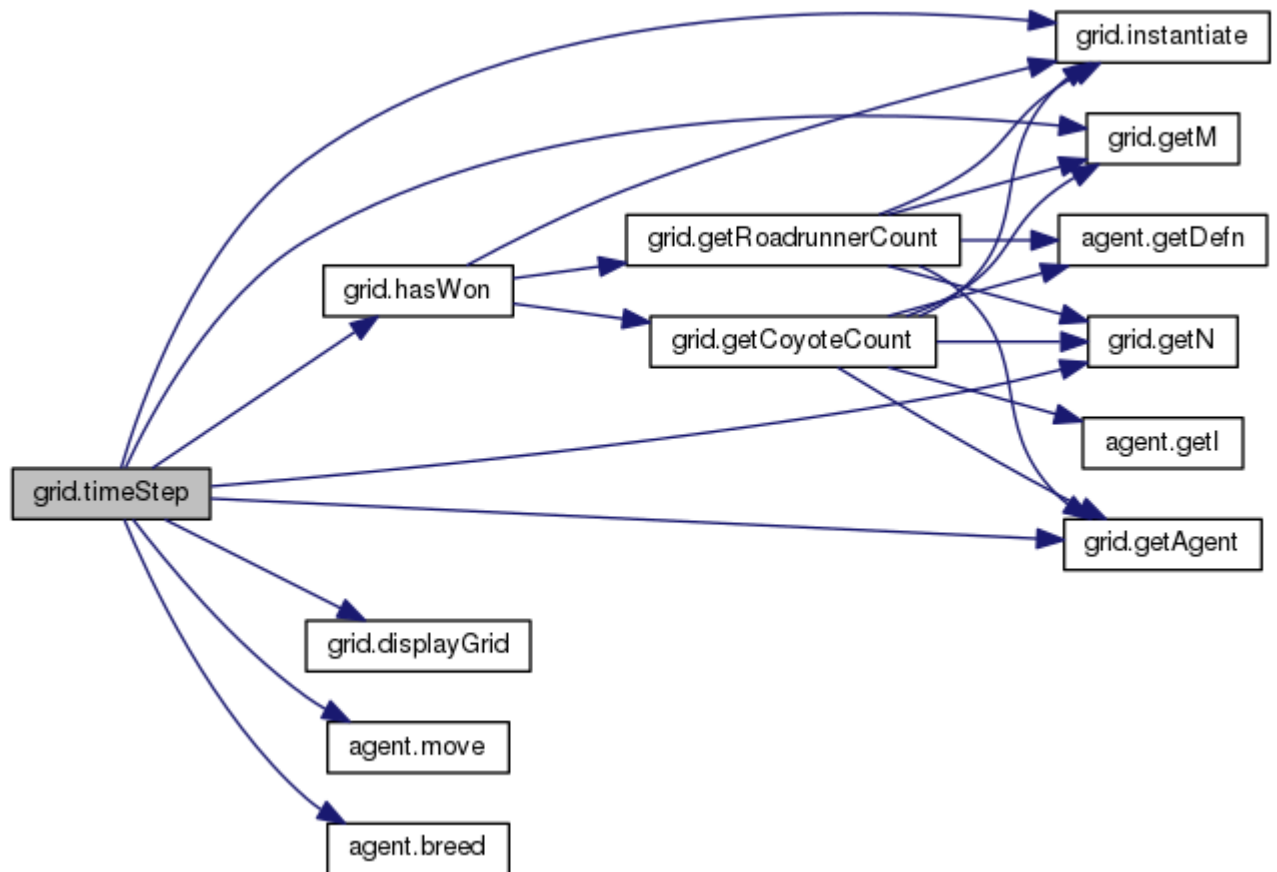 grid.instantiate
grid.getM
grid.getRoadrunnerCount
agent.getDefn
grid.hasWon
grid.getCoyoteCount
grid.getN
agent.getI
grid.timeStep
grid.getAgent
grid.displayGrid
agent.move
agent.breed